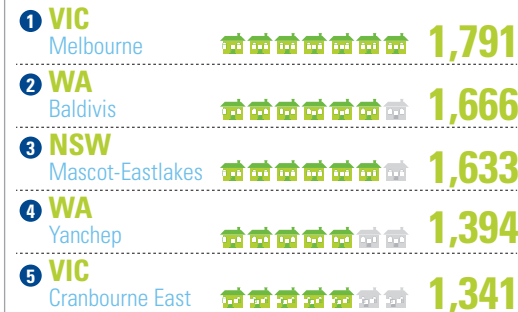 1 VIC
Melbourne 1,791
2 WA
Baldivis 1,666
3 NSW
Mascot-Eastlakes 1,633
4 WA
Yanchep 1,394
5 VIC
Cranbourne East 1,341